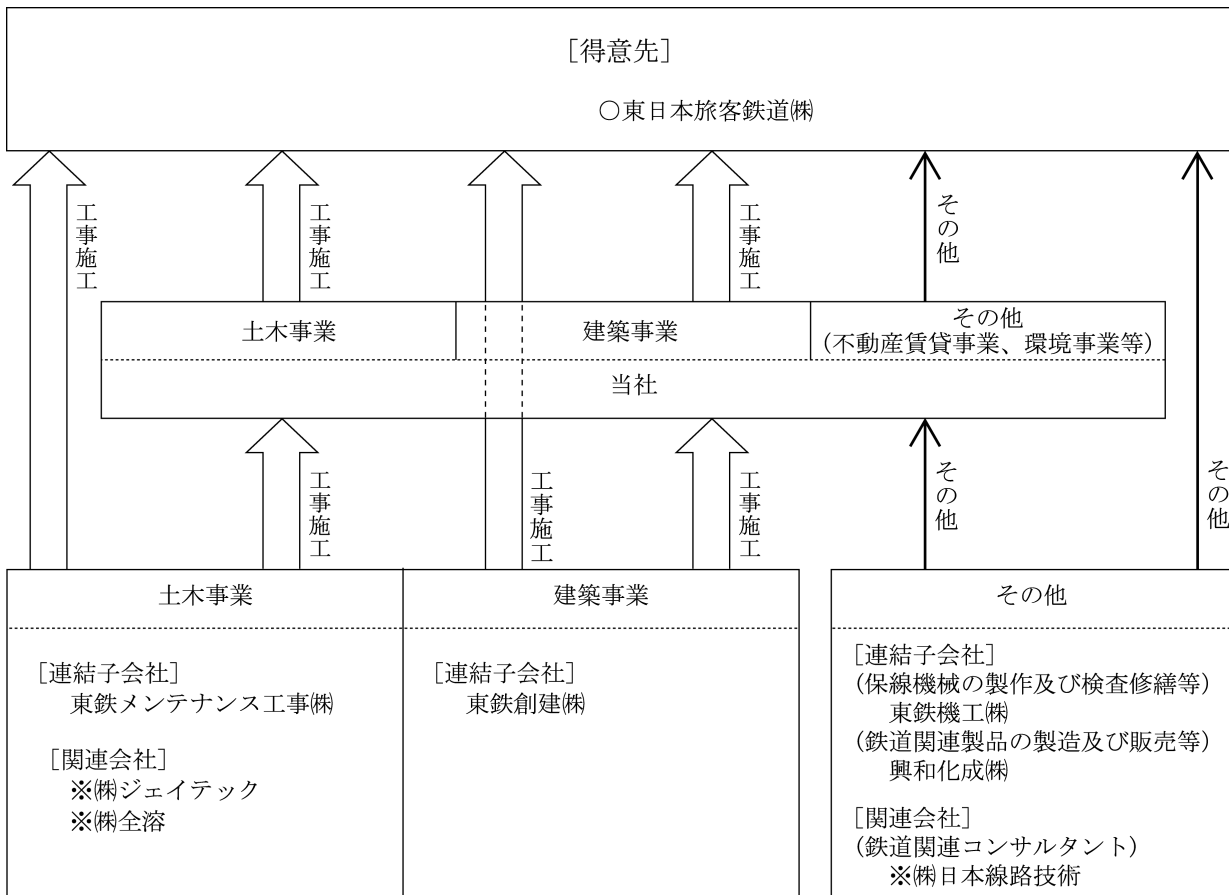 ［得意先］
○東日本旅客鉄道㈱
工事施工
工事施工
工事施工
工事施工
その他
土木事業
建築事業
その他
（不動産賃貸事業、環境事業等）
当社
工事施工
工事施工
工事施工
その他
その他
土木事業
建築事業
その他
［連結子会社］
東鉄メンテナンス工事㈱
［関連会社］
※㈱ジェイテック
※㈱全溶
［連結子会社］
東鉄創建㈱
［連結子会社］
（保線機械の製作及び検査修繕等）
東鉄機工㈱
（鉄道関連製品の製造及び販売等）
興和化成㈱
［関連会社］
（鉄道関連コンサルタント）
※㈱日本線路技術